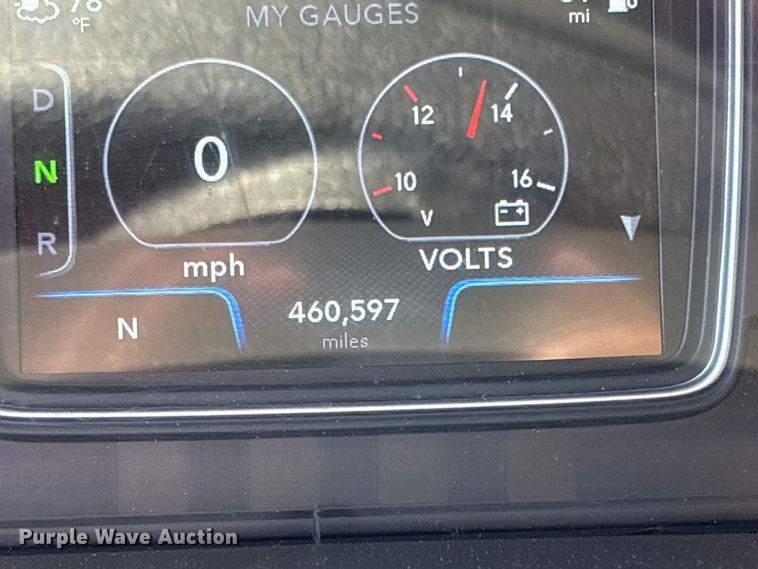 °F
MY GAUGES
mi
D
N
R
0
mph
12
14
10
16
V
VOLTS
N
460,597
miles
Purple Wave Auction